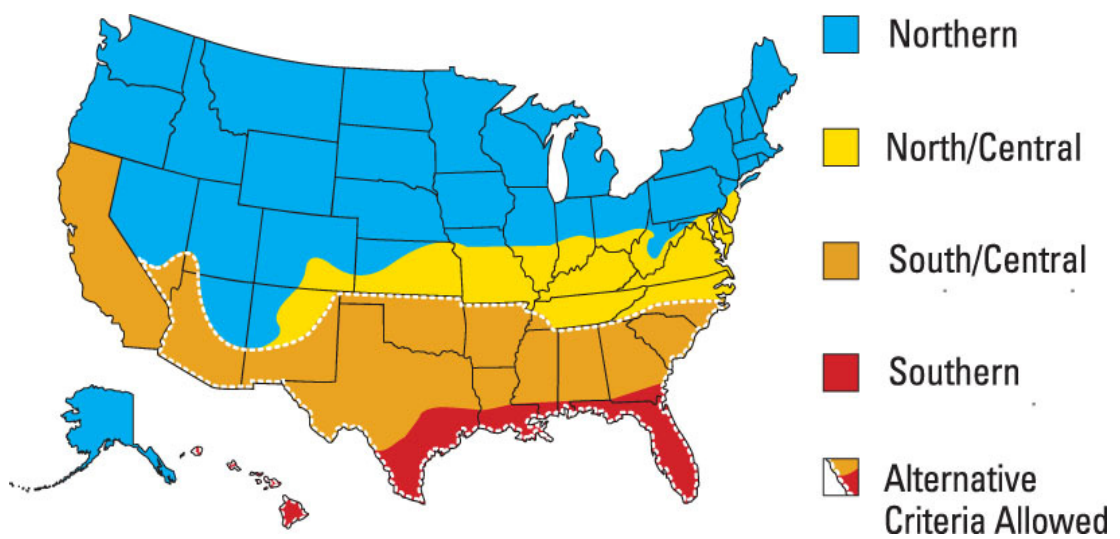 Northern
North/Central
South/Central
Southern
Alternative
Criteria Allowed